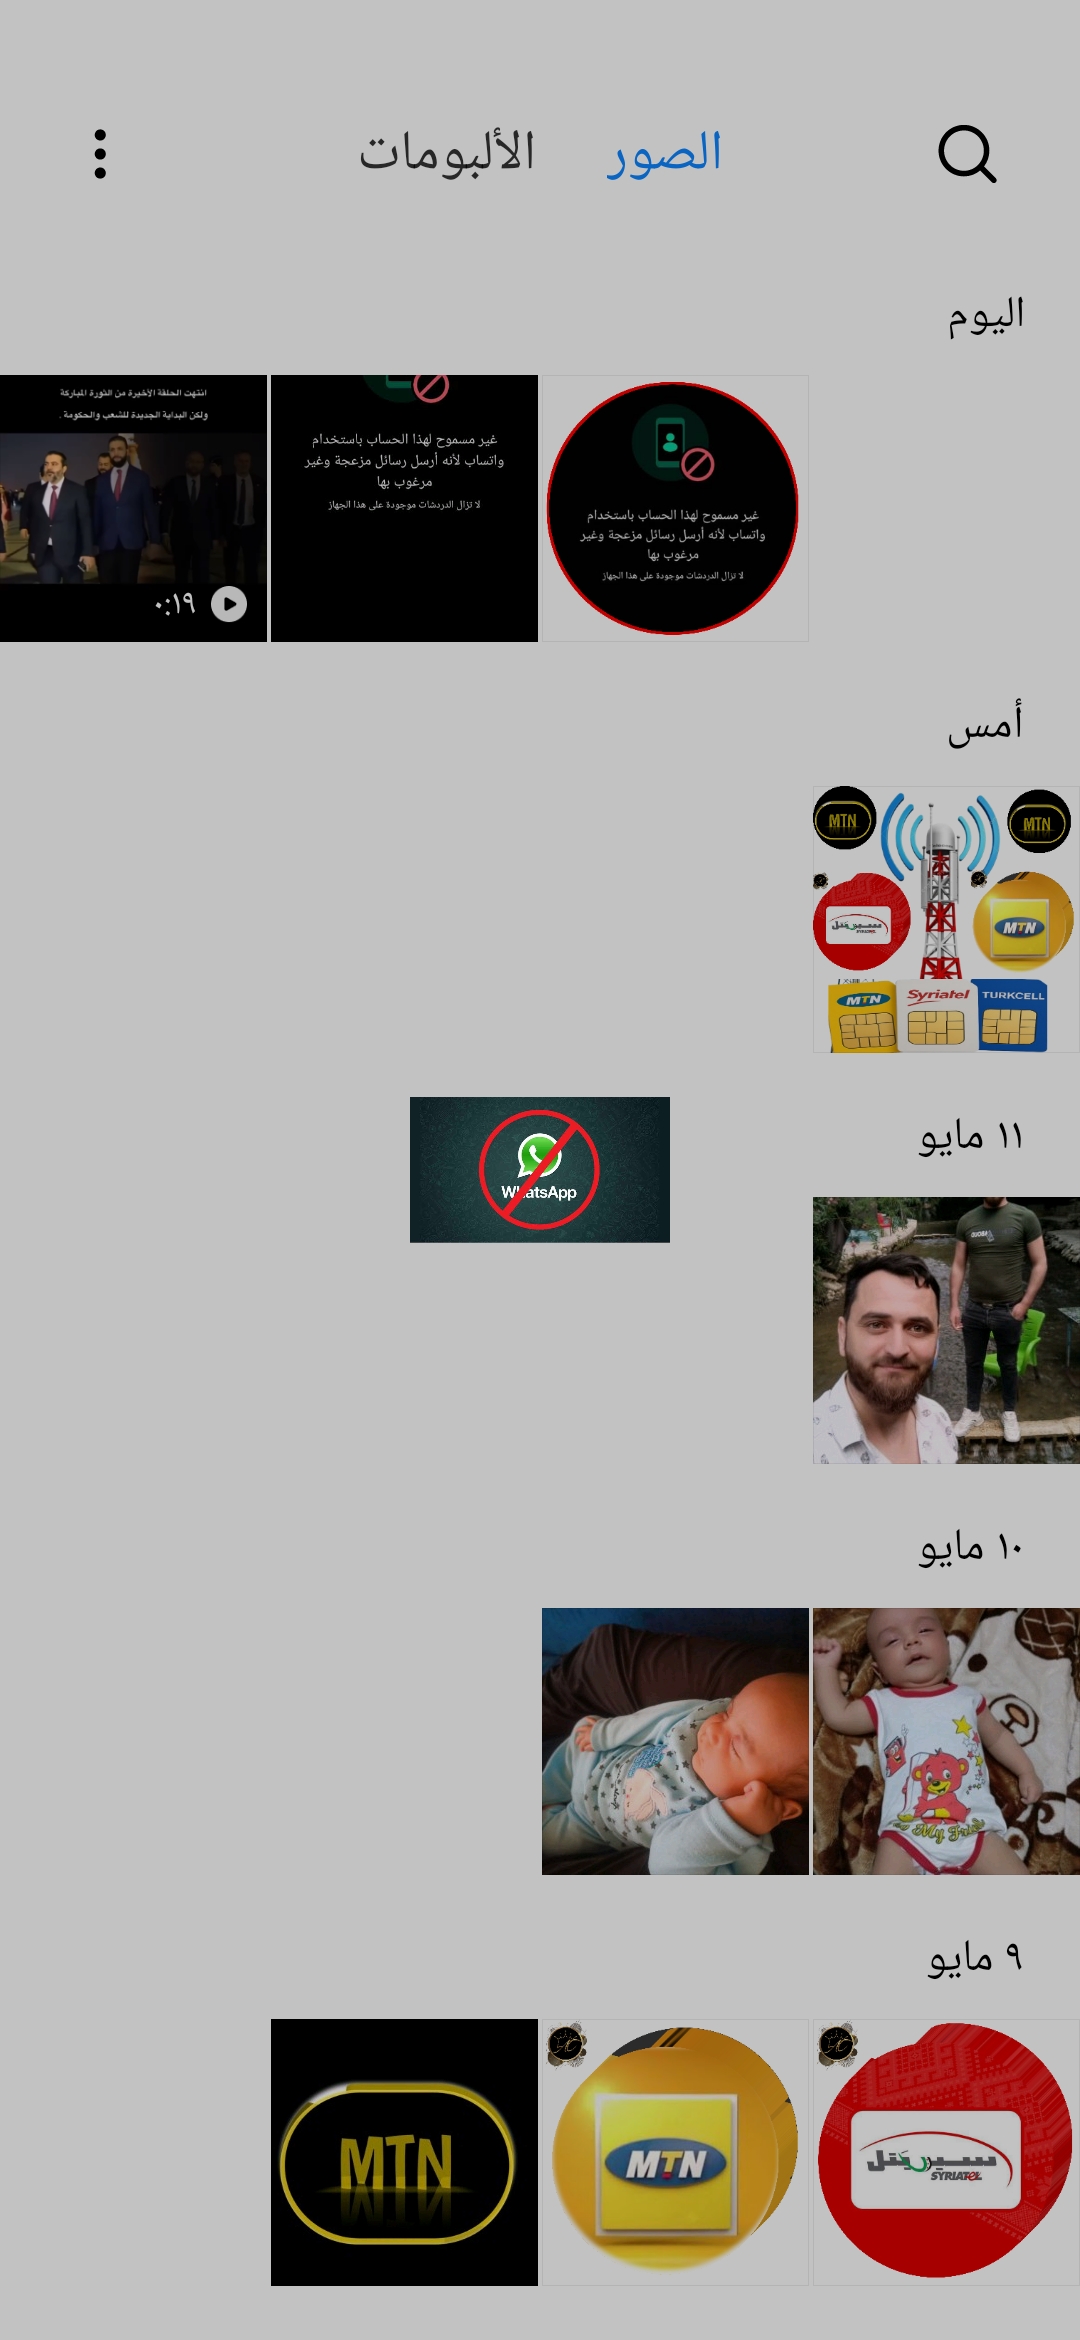 الصور
الألبومات
اليوم
غير مسموح لهذا الحساب باستخدام
واتساب لأنه أرسل رسائل مزعجة وغير
مرغوب بها
لا تزال الدردشات موجودة على هذا الجهاز
غير مسموح لهذا الحساب باستخدام
واتساب لأنه أرسل رسائل مزعجة وغير
مرغوب بها
لا تزال الدردشات موجودة على هذا الجهاز
انتهت الحلقة الأخيرة من الثورة المباركة
ولكن البداية الجديدة للشعب والحكومة .
٠:١٩
أمس
MTN
MTN
سيريتل
SYRIATEL
MTN
MTN
Syriatel
TURKCELL
١١ مايو
WhatsApp
١٠ مايو
My
٩ مايو
سيريتل
SYRIATEL
MTN
MTN